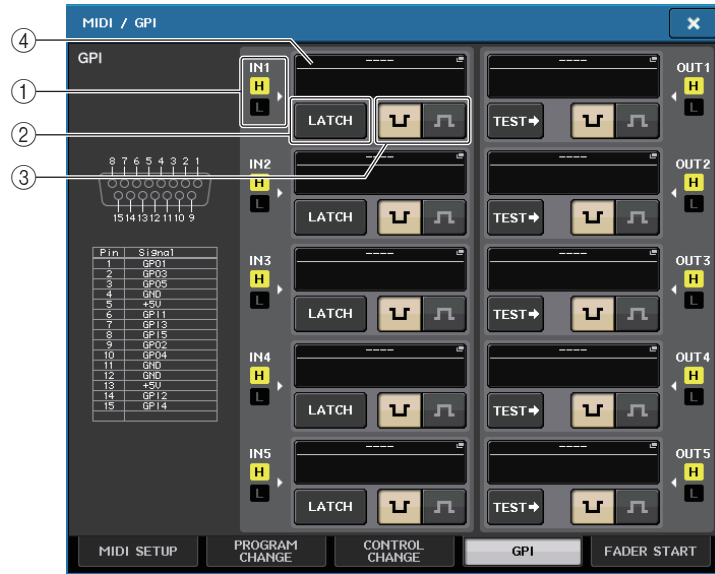 MIDI / GPI
GPI
④
①
②
③
8 7 6 5 4 3 2 1
15 14 13 12 11 10 9
Pin Signal
1 GPO1
2 GPO3
3 GPO5
4 GND
5 +5V
6 GPI1
7 GPI3
8 GPI5
9 GPO2
10 GPO4
11 GND
12 GND
13 +5V
14 GPI2
15 GPI4
IN1
H
L
----
LATCH
----
TEST
OUT1
H
L
IN2
H
L
----
LATCH
----
TEST
OUT2
H
L
IN3
H
L
----
LATCH
----
TEST
OUT3
H
L
IN4
H
L
----
LATCH
----
TEST
OUT4
H
L
IN5
H
L
----
LATCH
----
TEST
OUT5
H
L
MIDI SETUP
PROGRAM
CHANGE
CONTROL
CHANGE
GPI
FADER START